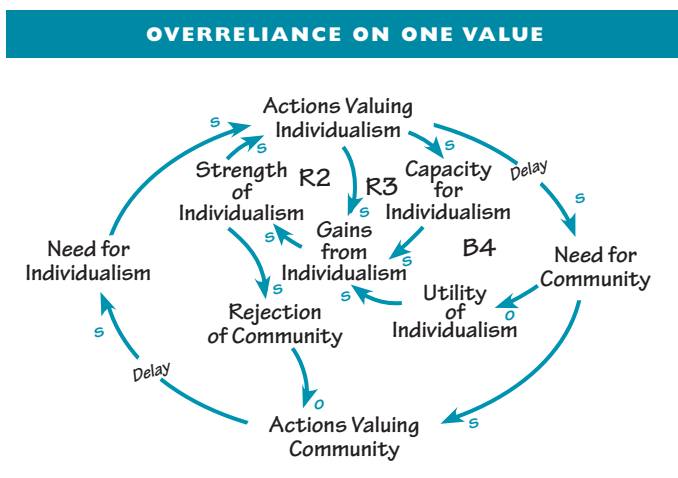 OVERRELIANCE ON ONE VALUE
Actions Valuing
Individualism
s
s
s
Strength
of
Individualism
R2
R3
Capacity
for
Individualism
Delay
s
s
s
Gains
from
Individualism
s
B4
Need for
Individualism
Need for
Community
s
s
Utility
of
Individualism
o
Rejection
of Community
s
Delay
o
Actions Valuing
Community
s